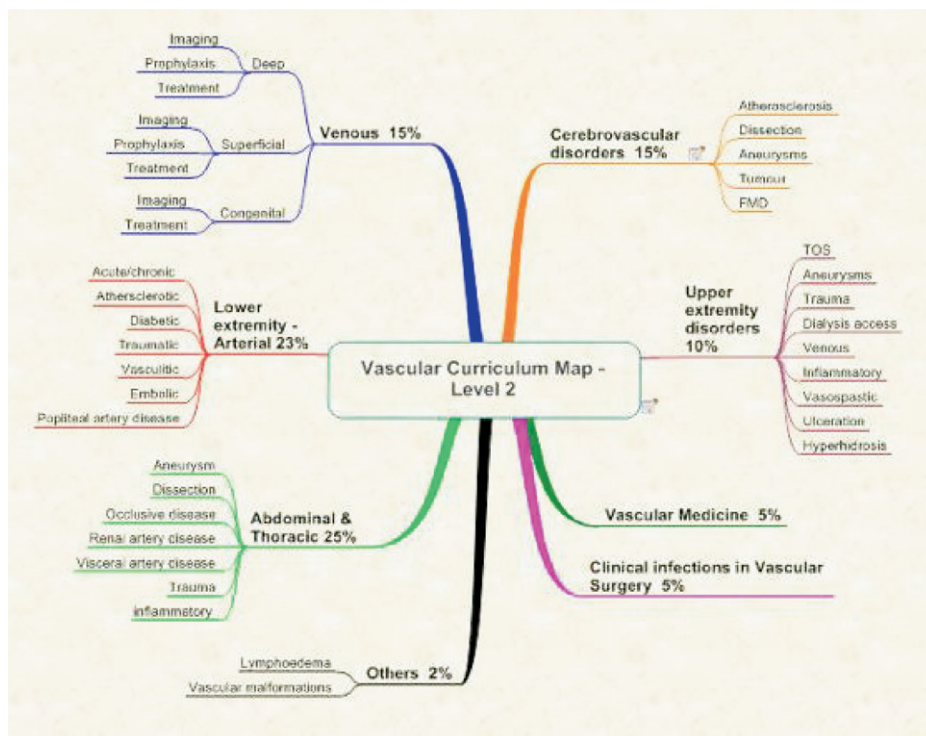 Vascular Curriculum Map -
Level 2
Venous 15%
Deep
Imaging
Prophylaxis
Treatment
Superficial
Imaging
Prophylaxis
Treatment
Congenital
Imaging
Treatment
Lower
extremity -
Arterial 23%
Acute/chronic
Athersclerotic
Diabetic
Traumatic
Vasculitic
Embolic
Popliteal artery disease
Abdominal &
Thoracic 25%
Aneurysm
Dissection
Occlusive disease
Renal artery disease
Visceral artery disease
Trauma
inflammatory
Others 2%
Lymphoedema
Vascular malformations
Cerebrovascular
disorders 15%
Atherosclerosis
Dissection
Aneurysms
Tumour
FMD
Upper
extremity
disorders
10%
TOS
Aneurysms
Trauma
Dialysis access
Venous
Inflammatory
Vasospastic
Ulceration
Hyperhidrosis
Vascular Medicine 5%
Clinical infections in Vascular
Surgery 5%